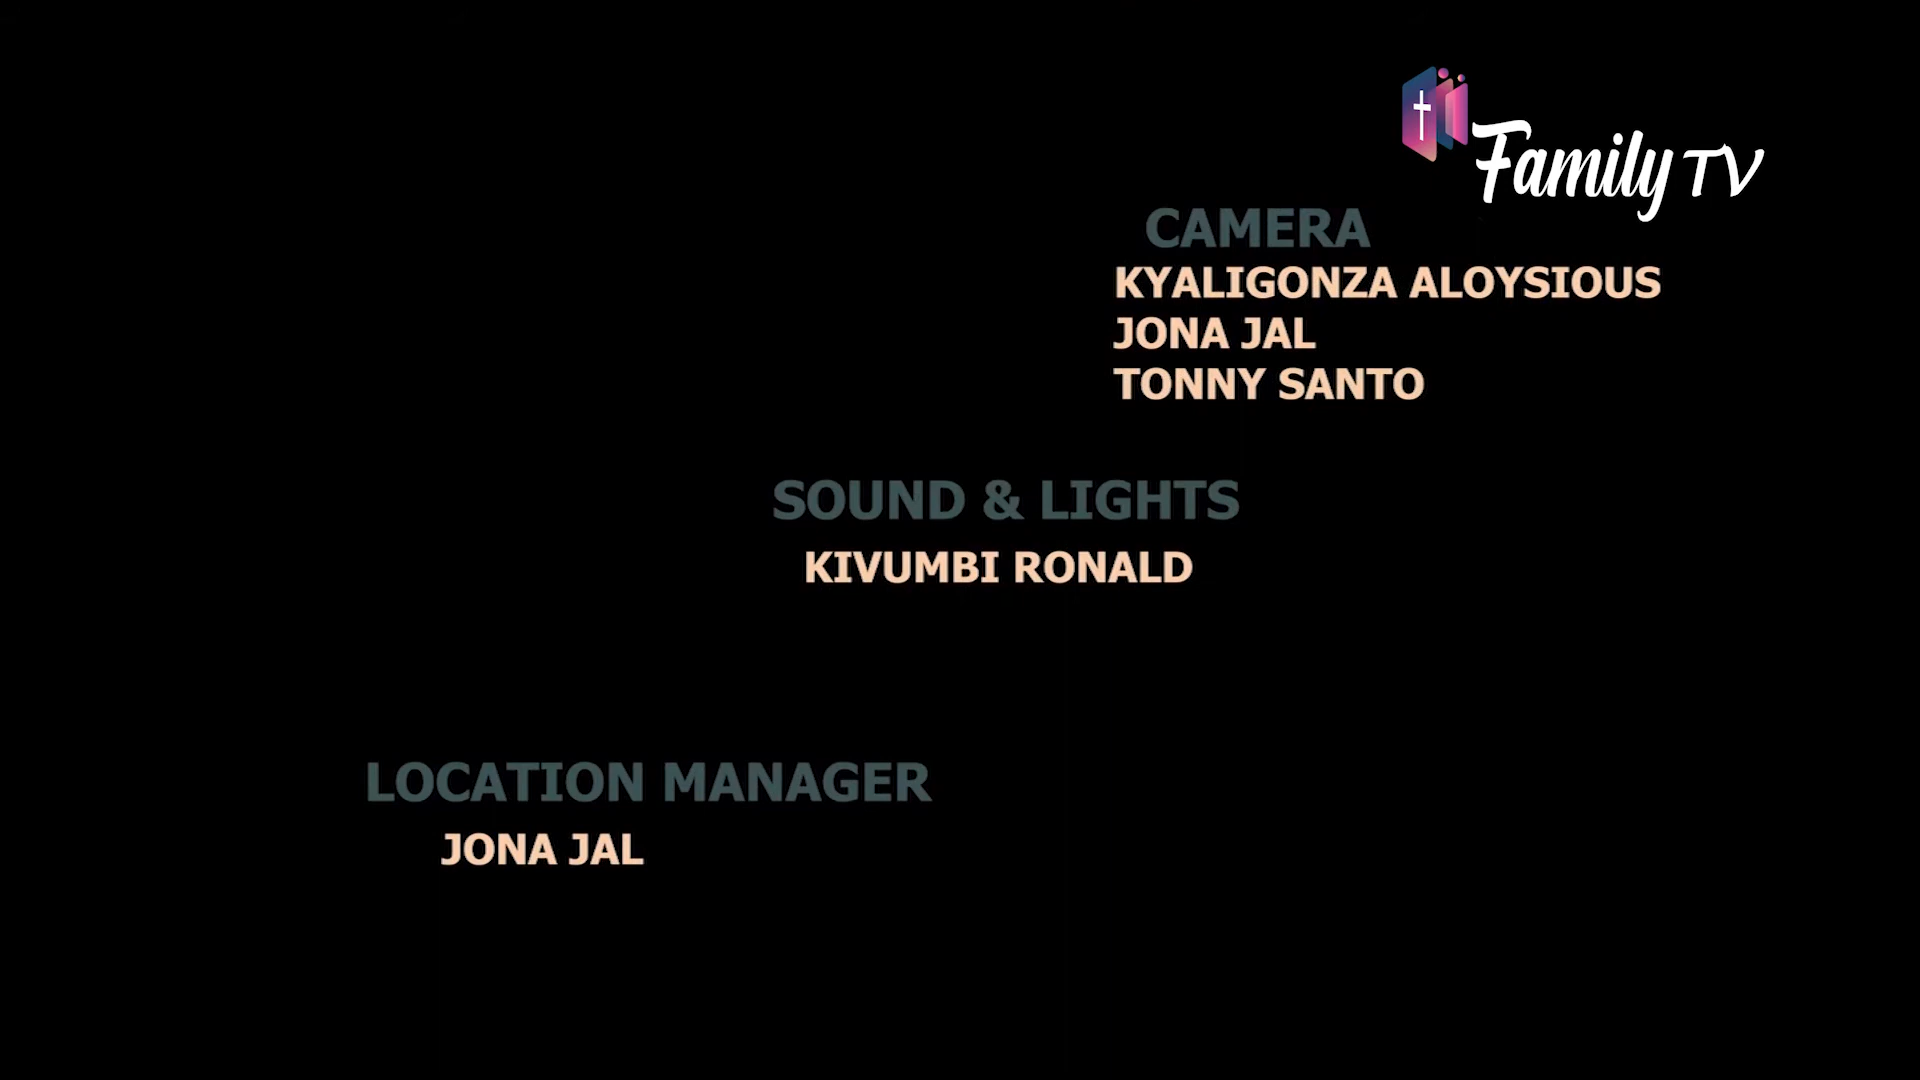 Family TV
CAMERA
KYALIGONZA ALOYSIOUS
JONA JAL
TONNY SANTO
SOUND & LIGHTS
KIVUMBI RONALD
LOCATION MANAGER
JONA JAL